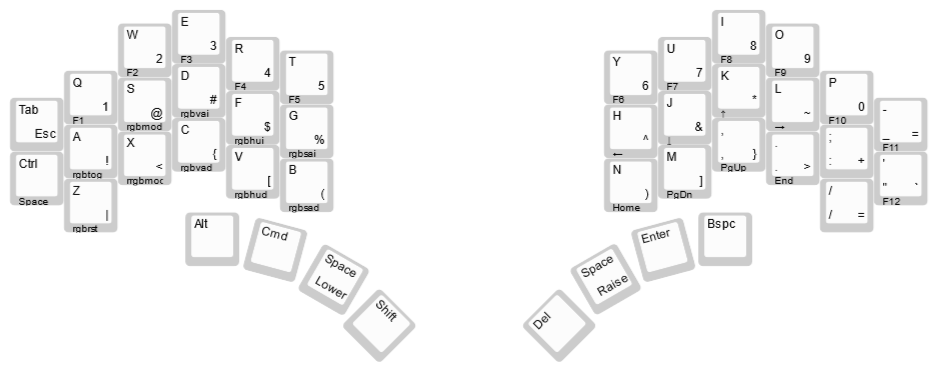 Tab
Esc
Ctrl
Space
Q
1
F1
A
!
rgbtog
Z
|
rgbrst
W
2
F2
S
@
rgbmod
X
<
rgbmoc
E
3
F3
D
#
rgbvai
C
{
rgbvad
R
4
F4
F
$
rgbhui
V
[
rgbhud
T
5
F5
G
%
rgbsai
B
(
rgbsad
Alt
Cmd
Space
Lower
Shift
Y
6
F6
H
^
←
N
)
Home
U
7
F7
J
&
↓
M
]
PgDn
I
8
F8
K
*
↑
,
, }
PgUp
O
9
F9
L
~
→
.
. >
End
P
0
F10
;
: +
/
/ =
-
_ =
F11
'
" `
F12
Del
Space
Raise
Enter
Bspc